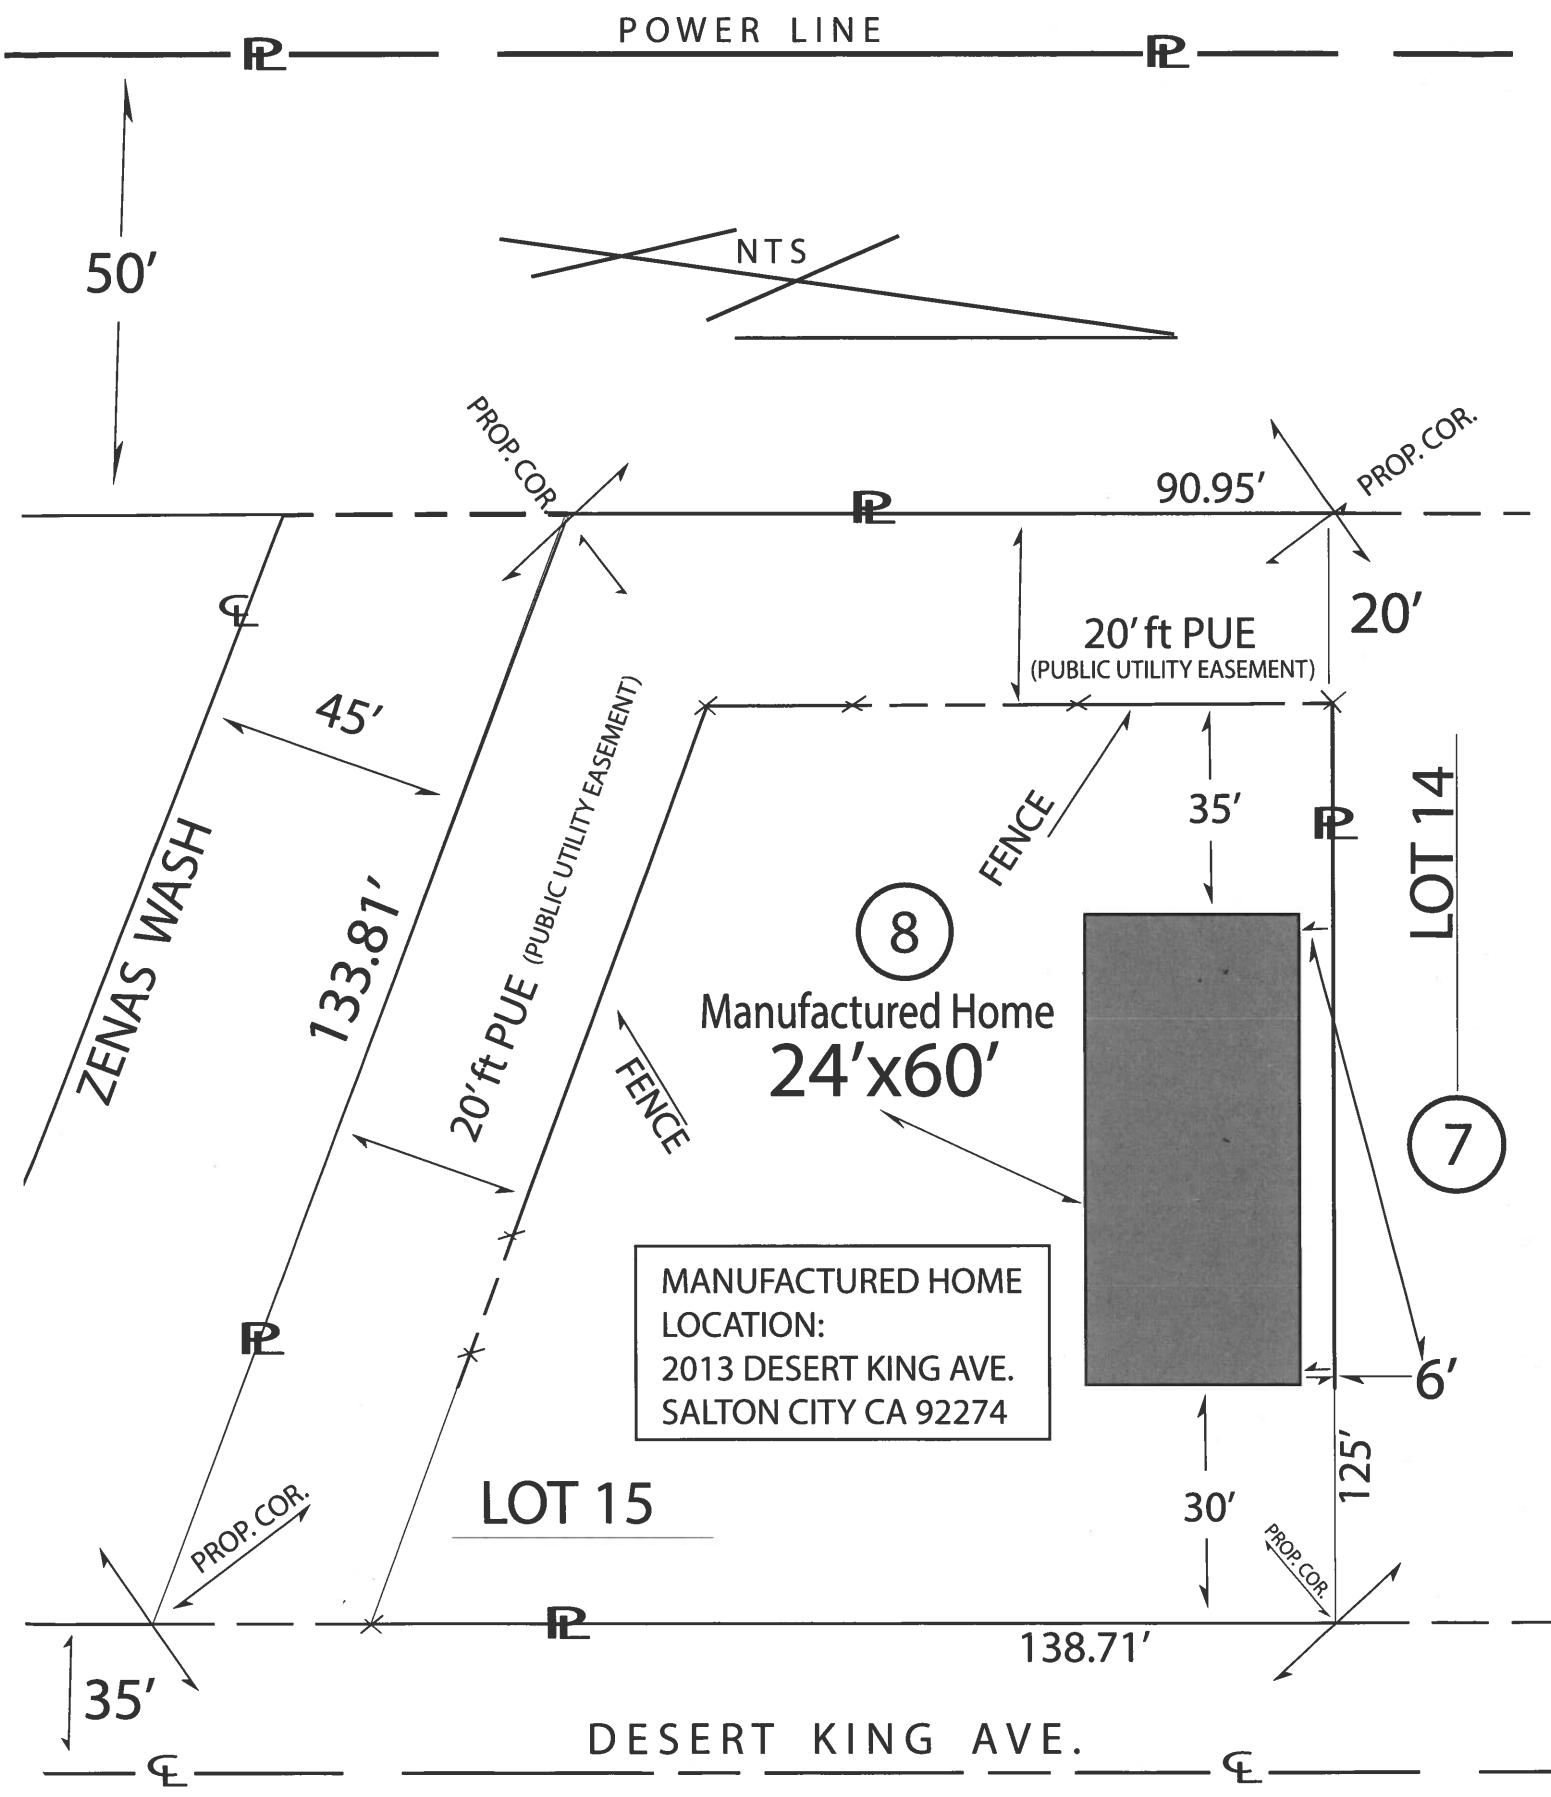 POWER LINE
PL
PL
50'
NTS
PROP. COR.
PROP. COR.
90.95'
PL
CL
20'
20' ft PUE
(PUBLIC UTILITY EASEMENT)
45'
35'
PL
FENCE
LOT 14
ZENAS WASH
133.81'
20' ft PUE (PUBLIC UTILITY EASEMENT)
FENCE
8
Manufactured Home
24'x60'
7
MANUFACTURED HOME
LOCATION:
2013 DESERT KING AVE.
SALTON CITY CA 92274
PL
6'
125'
LOT 15
30'
PROP. COR.
PROP. COR.
PL
138.71'
35'
DESERT KING AVE.
CL
CL